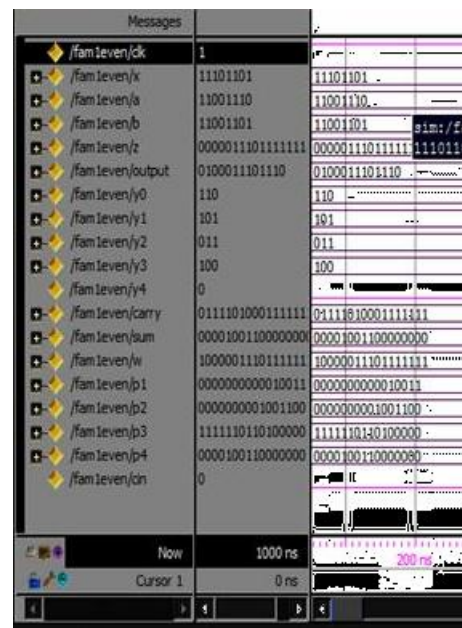 Messages
/fam1even/clk 1
/fam1even/x 11101101 11101101
/fam1even/a 11001110 11001110
/fam1even/b 11001101 11001101 sim:/f
/fam1even/z 0000011101111111 111011
/fam1even/output 0100011101110 0100011101110
/fam1even/y0 110 110
/fam1even/y1 101 101
/fam1even/y2 011 011
/fam1even/y3 100 100
/fam1even/y4 0
/fam1even/carry 0111101000111111
/fam1even/sum 0000100110000000 0000100110000000
/fam1even/w 1000001110111111 1000001110111111
/fam1even/p1 0000000000010011 0000000000010011
/fam1even/p2 0000000001001100 0000000001001100
/fam1even/p3 1111110110100000 1111110110100000
/fam1even/p4 0000100110000000
/fam1even/cin 0
Now 1000 ns 200 ns
Cursor 1 0 ns